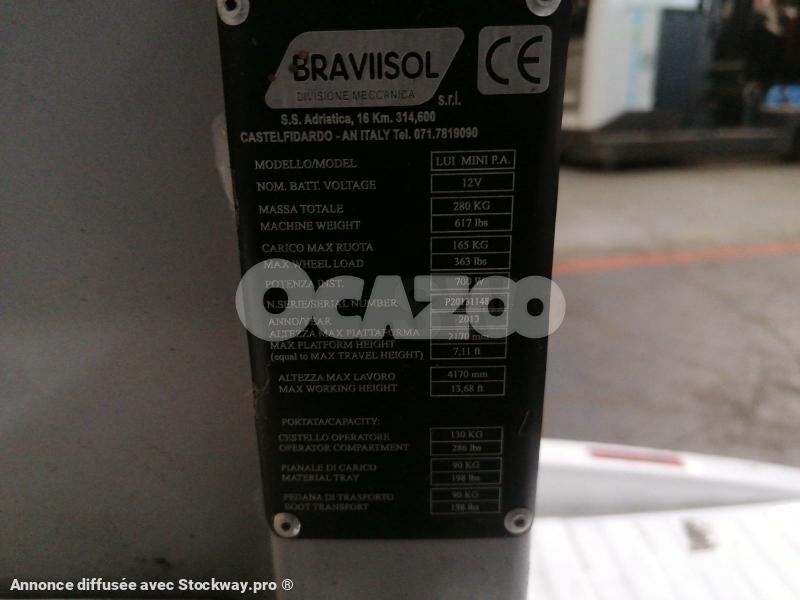 BRAVIISOL
DIVISIONE MECCANICA
s.r.l.
CE
S.S. Adriatica, 16 Km. 314,600
CASTELFIDARDO - AN ITALY Tel. 071.7819090
MODELLO/MODEL LUI MINI P.A.
NOM. BATT. VOLTAGE 12V
MASSA TOTALE 280 KG
MACHINE WEIGHT 617 lbs
CARICO MAX RUOTA 165 KG
MAX WHEEL LOAD 363 lbs
POTENZA INST. 700 W
N.SERIE/SERIAL NUMBER P20131148
ANNO/YEAR 2013
ALTEZZA MAX PIATTAFORMA 2170 mm
MAX PLATFORM HEIGHT 7,11 ft
(equal to MAX TRAVEL HEIGHT)
ALTEZZA MAX LAVORO 4170 mm
MAX WORKING HEIGHT 13,68 ft
PORTATA/CAPACITY:
CESTELLO OPERATORE 130 KG
OPERATOR COMPARTMENT 286 lbs
PIANALE DI CARICO 90 KG
MATERIAL TRAY 198 lbs
PEDANA DI TRASPORTO 90 KG
BOOT TRANSPORT 198 lbs
OCAZOO
Annonce diffusée avec Stockway.pro ®